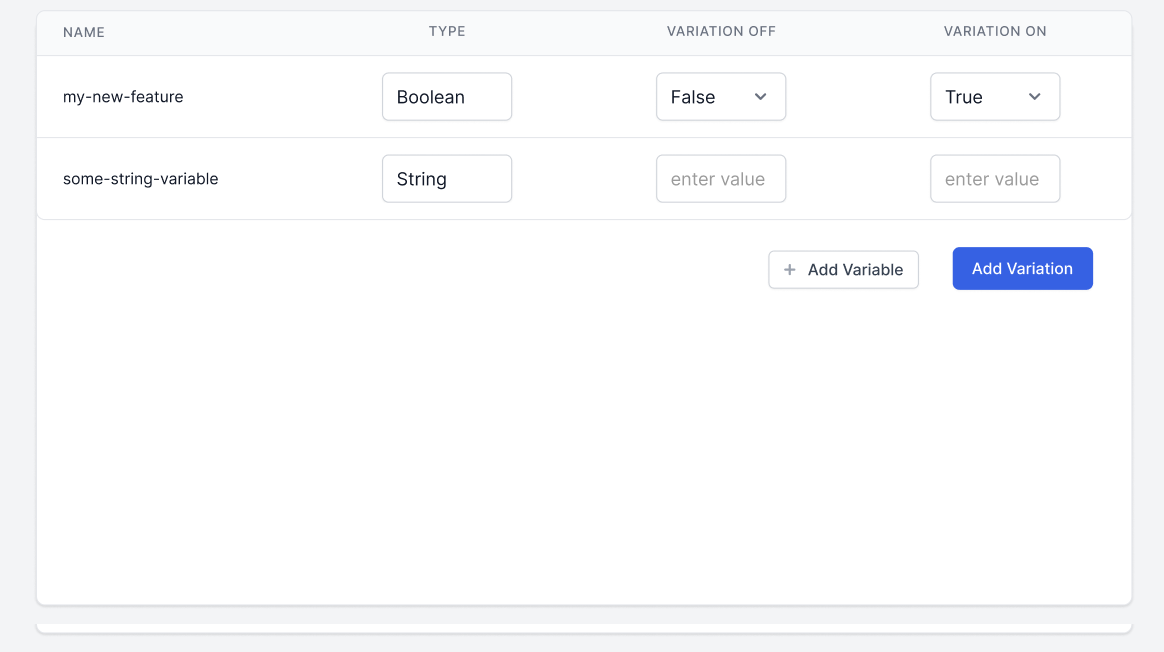 NAME TYPE VARIATION OFF VARIATION ON
my-new-feature Boolean False True
some-string-variable String enter value enter value
+ Add Variable Add Variation